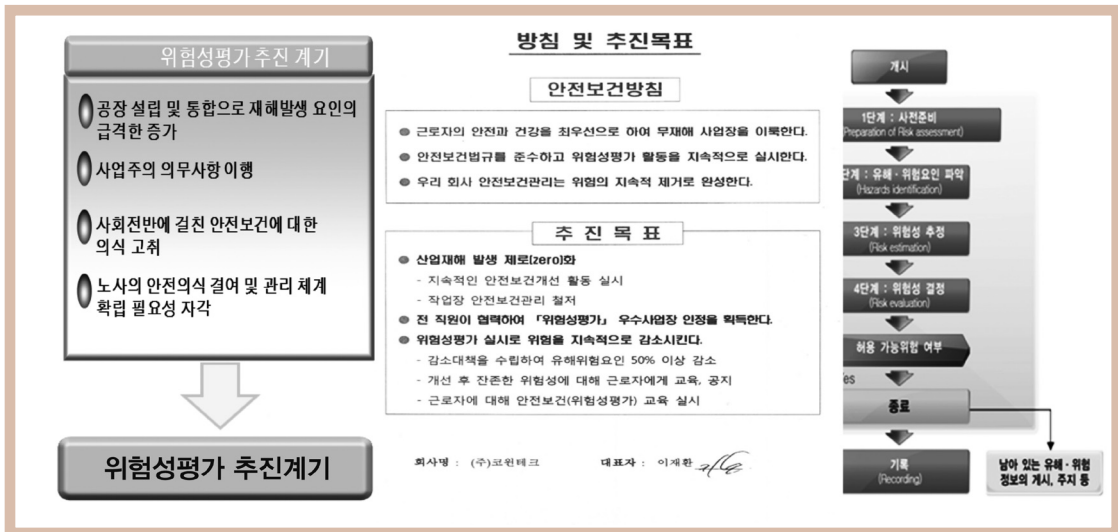 위험성평가 추진 계기
공장 설립 및 통합으로 재해발생 요인의
급격한 증가
사업주의 의무사항 이행
사회전반에 걸친 안전보건에 대한
의식 고취
노사의 안전의식 결여 및 관리 체계
확립 필요성 자각
위험성평가 추진계기
방침 및 추진목표
안전보건방침
● 근로자의 안전과 건강을 최우선으로 하여 무재해 사업장을 이룩한다.
● 안전보건법규를 준수하고 위험성평가 활동을 지속적으로 실시한다.
● 우리 회사 안전보건관리는 위험의 지속적 제거로 완성한다.
추 진 목 표
● 산업재해 발생 제로(zero)화
- 지속적인 안전보건개선 활동 실시
- 작업장 안전보건관리 철저
● 전 직원이 협력하여 「위험성평가」 우수사업장 인정을 획득한다.
● 위험성평가 실시로 위험을 지속적으로 감소시킨다.
- 감소대책을 수립하여 유해위험요인 50% 이상 감소
- 개선 후 잔존한 위험성에 대해 근로자에게 교육, 공지
- 근로자에 대해 안전보건(위험성평가) 교육 실시
회사명 : (주)코윈테크 대표자 : 이재환
개시
1단계 : 사전준비
(Preparation of Risk assessment)
단계 : 유해·위험요인 파악
(Hazards identification)
3단계 : 위험성 추정
(Risk estimation)
4단계 : 위험성 결정
(Risk evaluation)
허용 가능위험 여부
es
종료
기록
(Recording)
남아 있는 유해·위험
정보의 게시, 주지 등